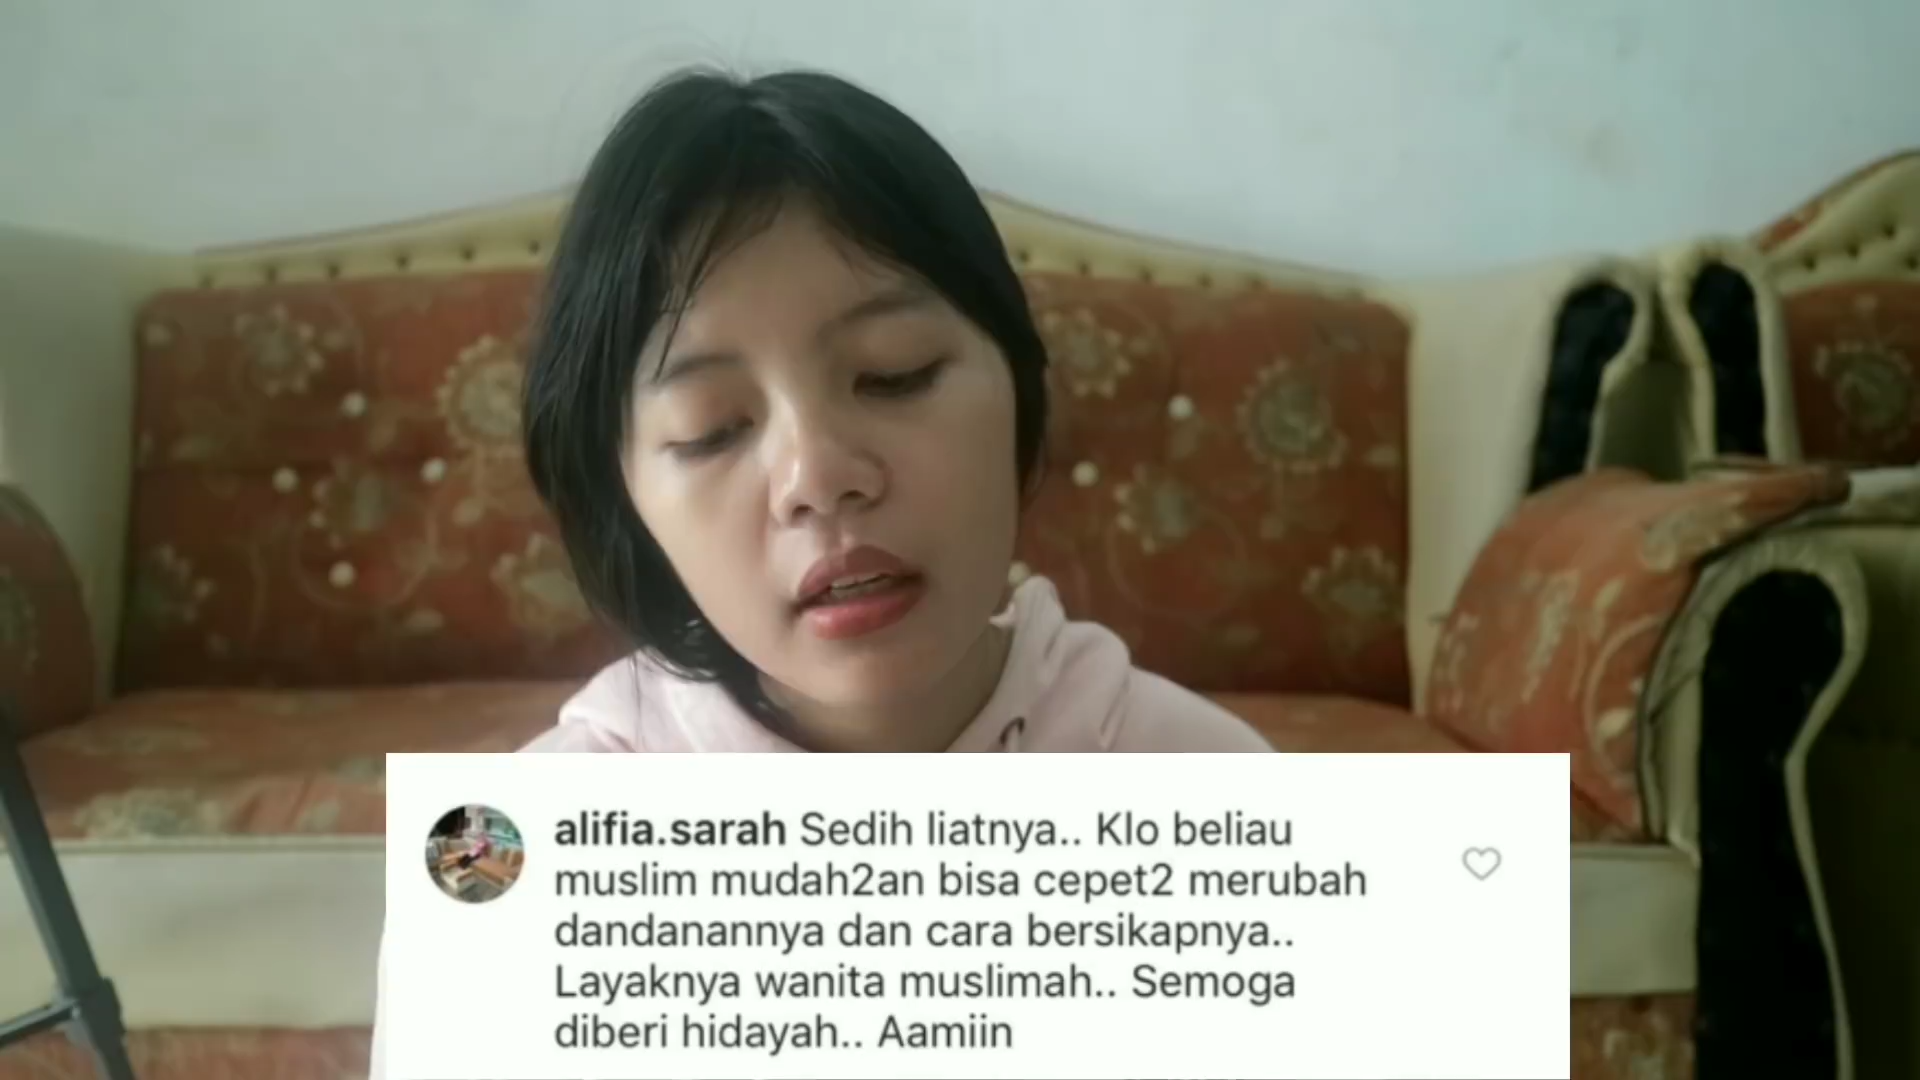 alifia.sarah Sedih liatnya.. Klo beliau
muslim mudah2an bisa cepet2 merubah
dandanannya dan cara bersikapnya..
Layaknya wanita muslimah.. Semoga
diberi hidayah.. Aamiin